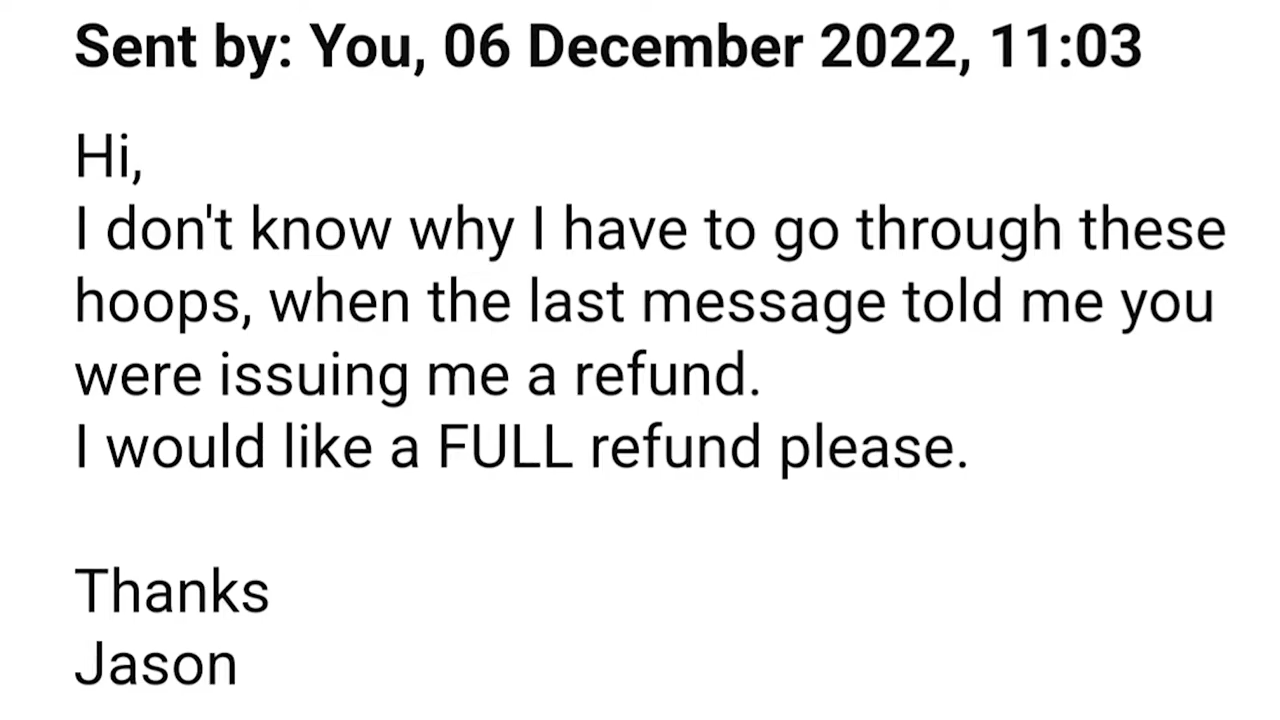 Sent by: You, 06 December 2022, 11:03
Hi,
I don't know why I have to go through these
hoops, when the last message told me you
were issuing me a refund.
I would like a FULL refund please.
Thanks
Jason